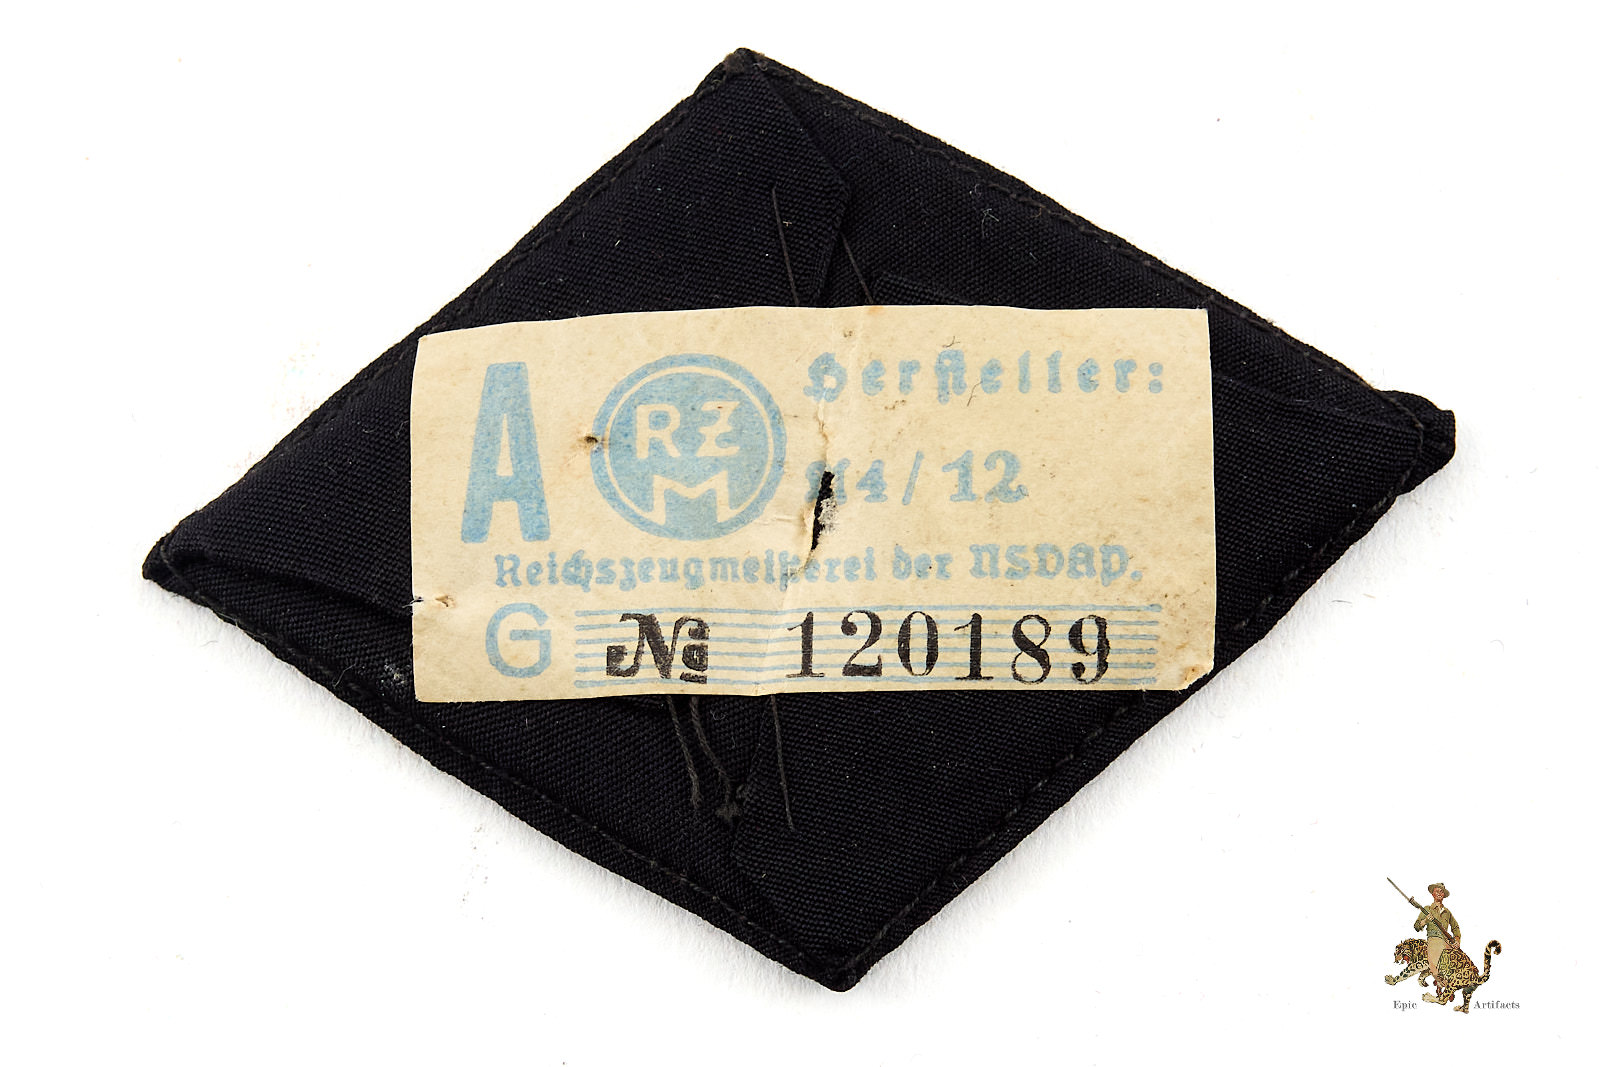 A RZM Hersteller:
M4/12
Reichszeugmeisterei der NSDAP.
G No 120189
Epic Artifacts